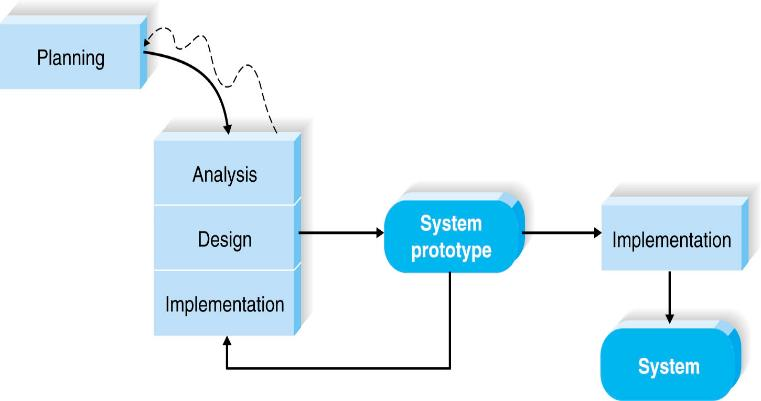 Planning
Analysis
Design
Implementation
System
prototype
Implementation
System